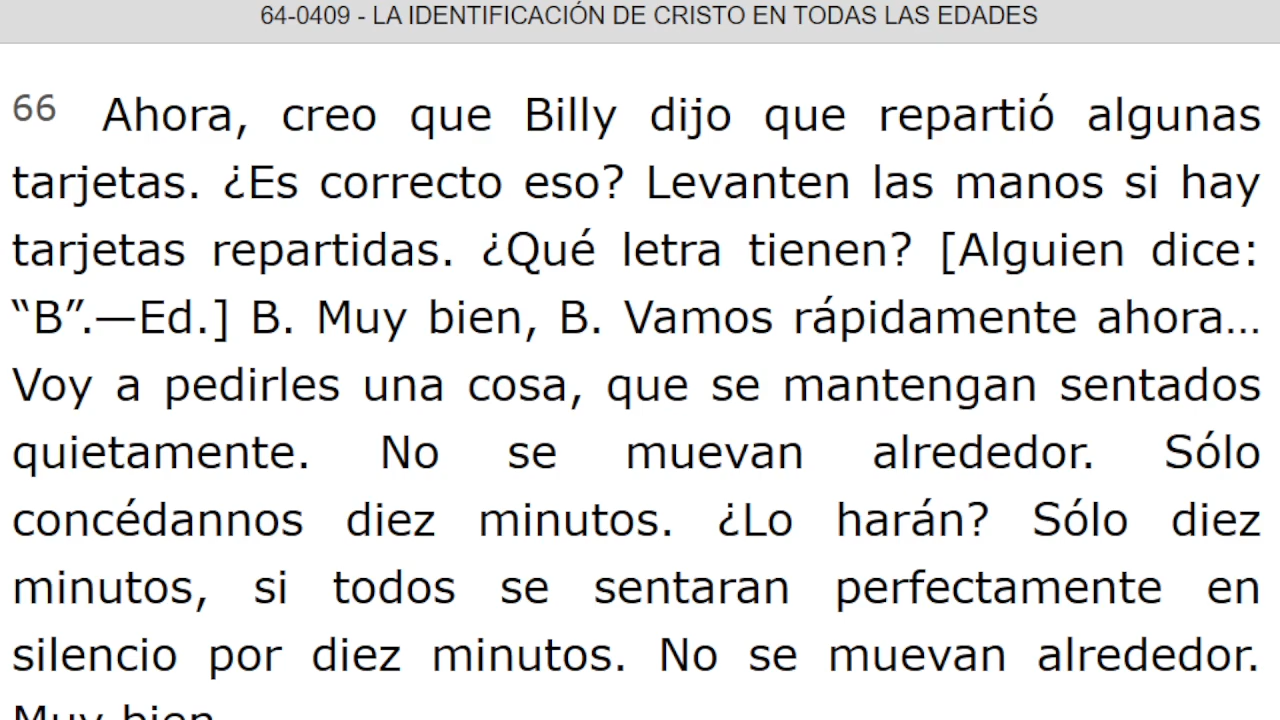 64-0409 - LA IDENTIFICACIÓN DE CRISTO EN TODAS LAS EDADES
66 Ahora, creo que Billy dijo que repartió algunas
tarjetas. ¿Es correcto eso? Levanten las manos si hay
tarjetas repartidas. ¿Qué letra tienen? [Alguien dice:
“B”.—Ed.] B. Muy bien, B. Vamos rápidamente ahora...
Voy a pedirles una cosa, que se mantengan sentados
quietamente. No se muevan alrededor. Sólo
concédannos diez minutos. ¿Lo harán? Sólo diez
minutos, si todos se sentaran perfectamente en
silencio por diez minutos. No se muevan alrededor.
Muy bien